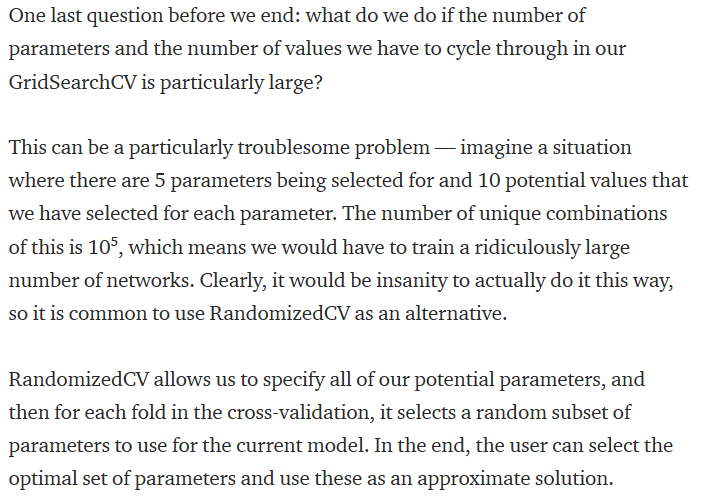 One last question before we end: what do we do if the number of
parameters and the number of values we have to cycle through in our
GridSearchCV is particularly large?
This can be a particularly troublesome problem — imagine a situation
where there are 5 parameters being selected for and 10 potential values that
we have selected for each parameter. The number of unique combinations
of this is 10⁵, which means we would have to train a ridiculously large
number of networks. Clearly, it would be insanity to actually do it this way,
so it is common to use RandomizedCV as an alternative.
RandomizedCV allows us to specify all of our potential parameters, and
then for each fold in the cross-validation, it selects a random subset of
parameters to use for the current model. In the end, the user can select the
optimal set of parameters and use these as an approximate solution.